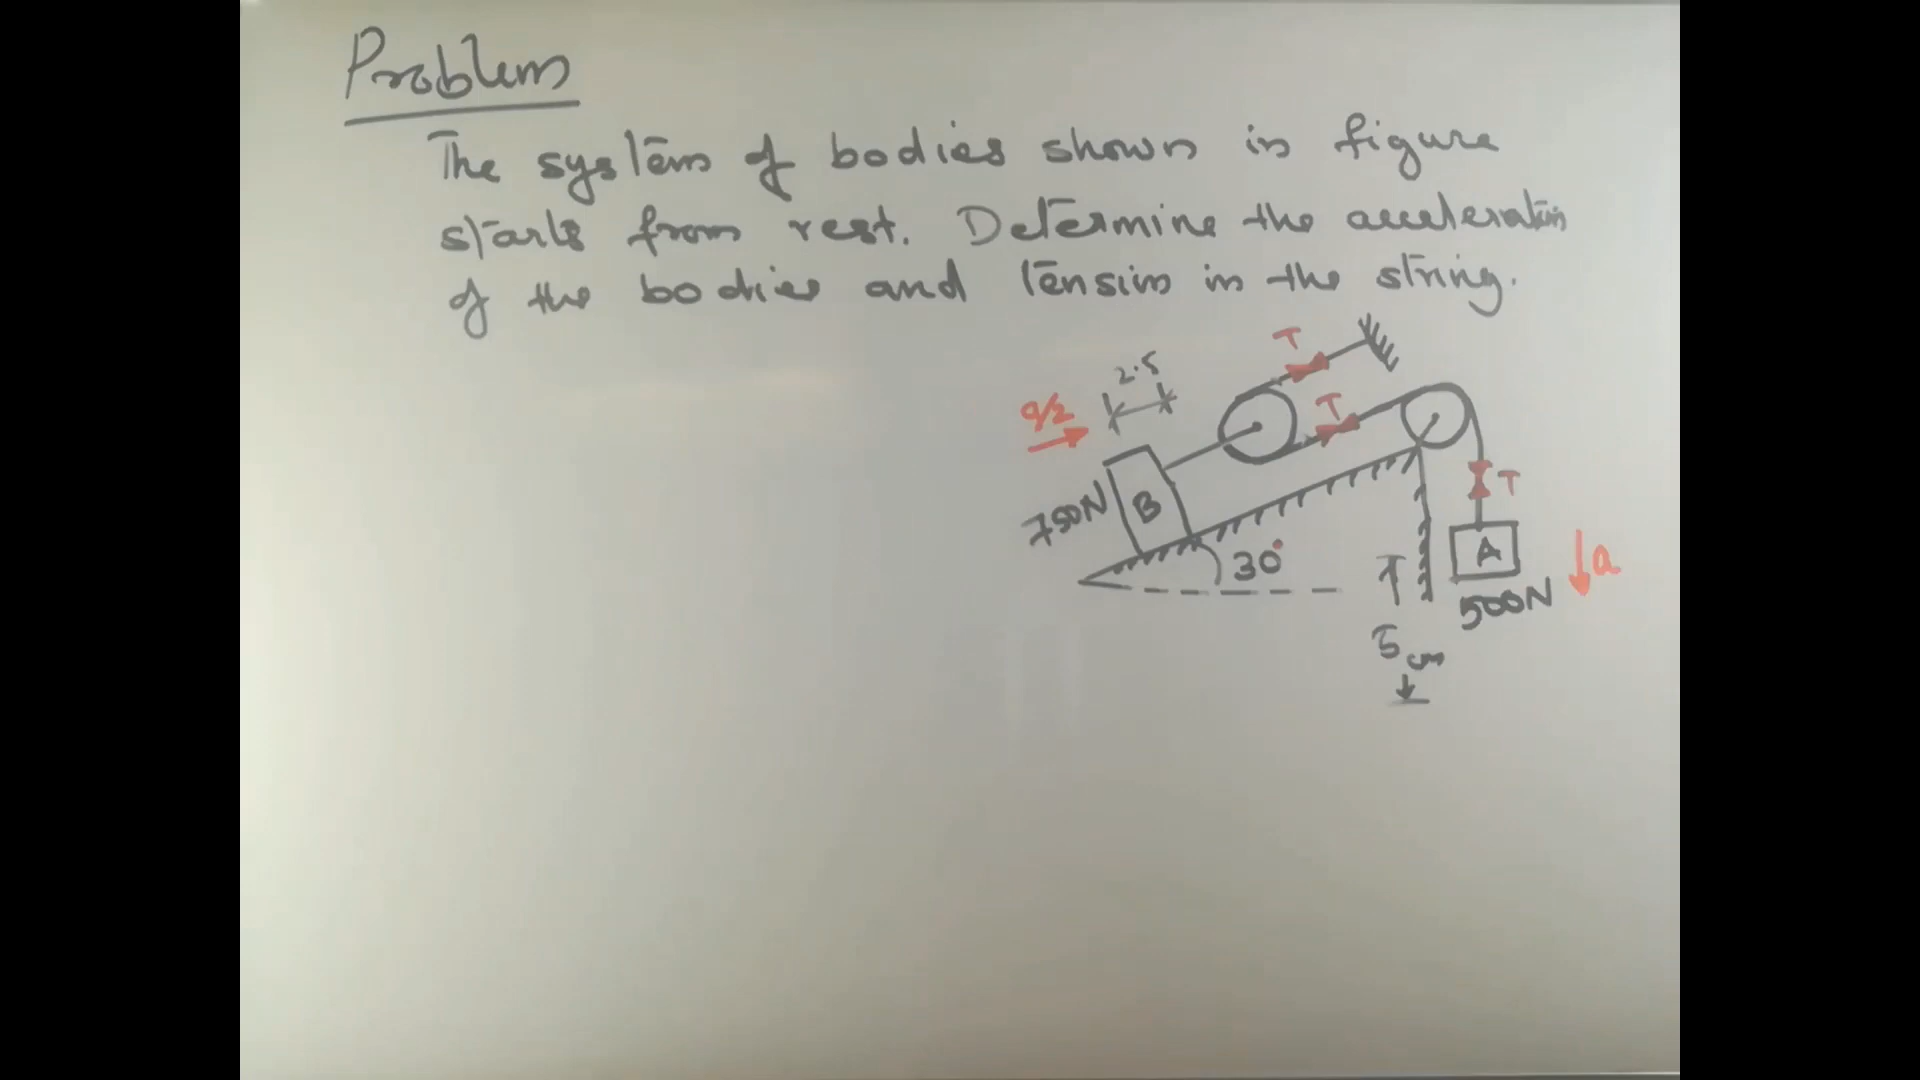 Problem
The system of bodies shown in figure
starts from rest. Determine the acceleration
of the bodies and tension in the string.
T
2.5
a/2
T
T
750N
B
30°
A
a
500N
5 cm